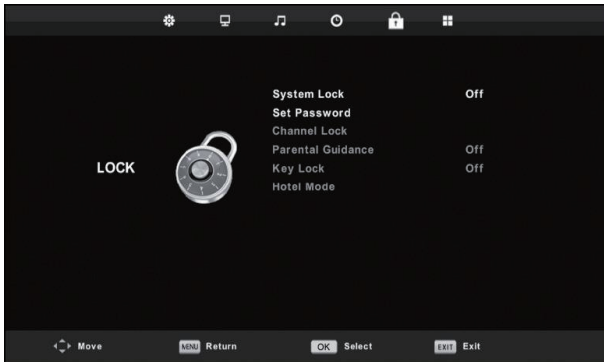 System Lock Off
Set Password
Channel Lock
Parental Guidance Off
LOCK
Key Lock Off
Hotel Mode
Move MENU Return OK Select EXIT Exit